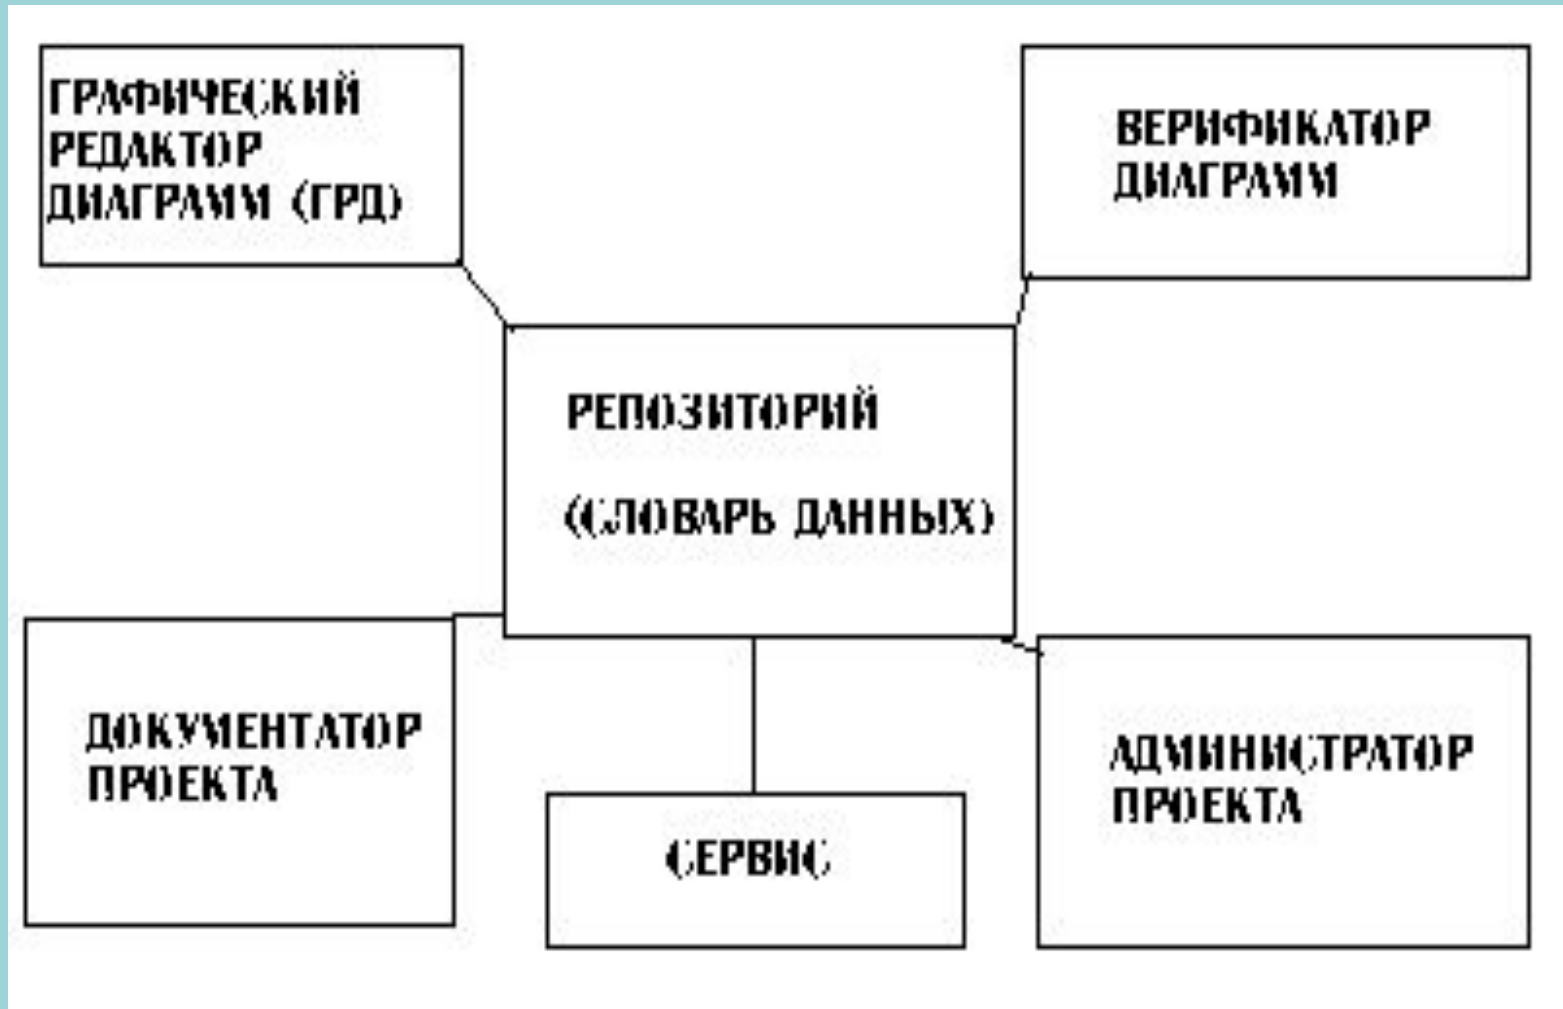 ГРАФИЧЕСКИЙ
РЕДАКТОР
ДИАГРАММ (ГРД)
ВЕРИФИКАТОР
ДИАГРАММ
РЕПОЗИТОРИЙ
(СЛОВАРЬ ДАННЫХ)
ДОКУМЕНТАТОР
ПРОЕКТА
СЕРВИС
АДМИНИСТРАТОР
ПРОЕКТА